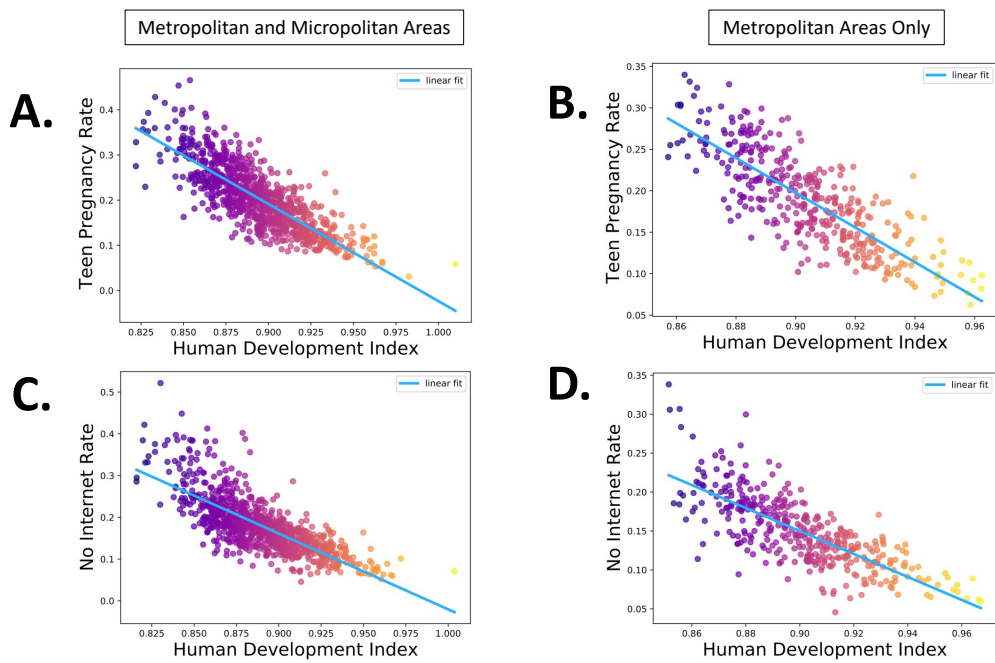 Metropolitan and Micropolitan Areas
Metropolitan Areas Only
A.
Teen Pregnancy Rate
0.4
0.3
0.2
0.1
0.0
linear fit
0.825 0.850 0.875 0.900 0.925 0.950 0.975 1.000
Human Development Index
B.
Teen Pregnancy Rate
0.35
0.30
0.25
0.20
0.15
0.10
0.05
linear fit
0.86 0.88 0.90 0.92 0.94 0.96
Human Development Index
C.
No Internet Rate
0.5
0.4
0.3
0.2
0.1
0.0
linear fit
0.825 0.850 0.875 0.900 0.925 0.950 0.975 1.000
Human Development Index
D.
No Internet Rate
0.35
0.30
0.25
0.20
0.15
0.10
0.05
linear fit
0.86 0.88 0.90 0.92 0.94 0.96
Human Development Index